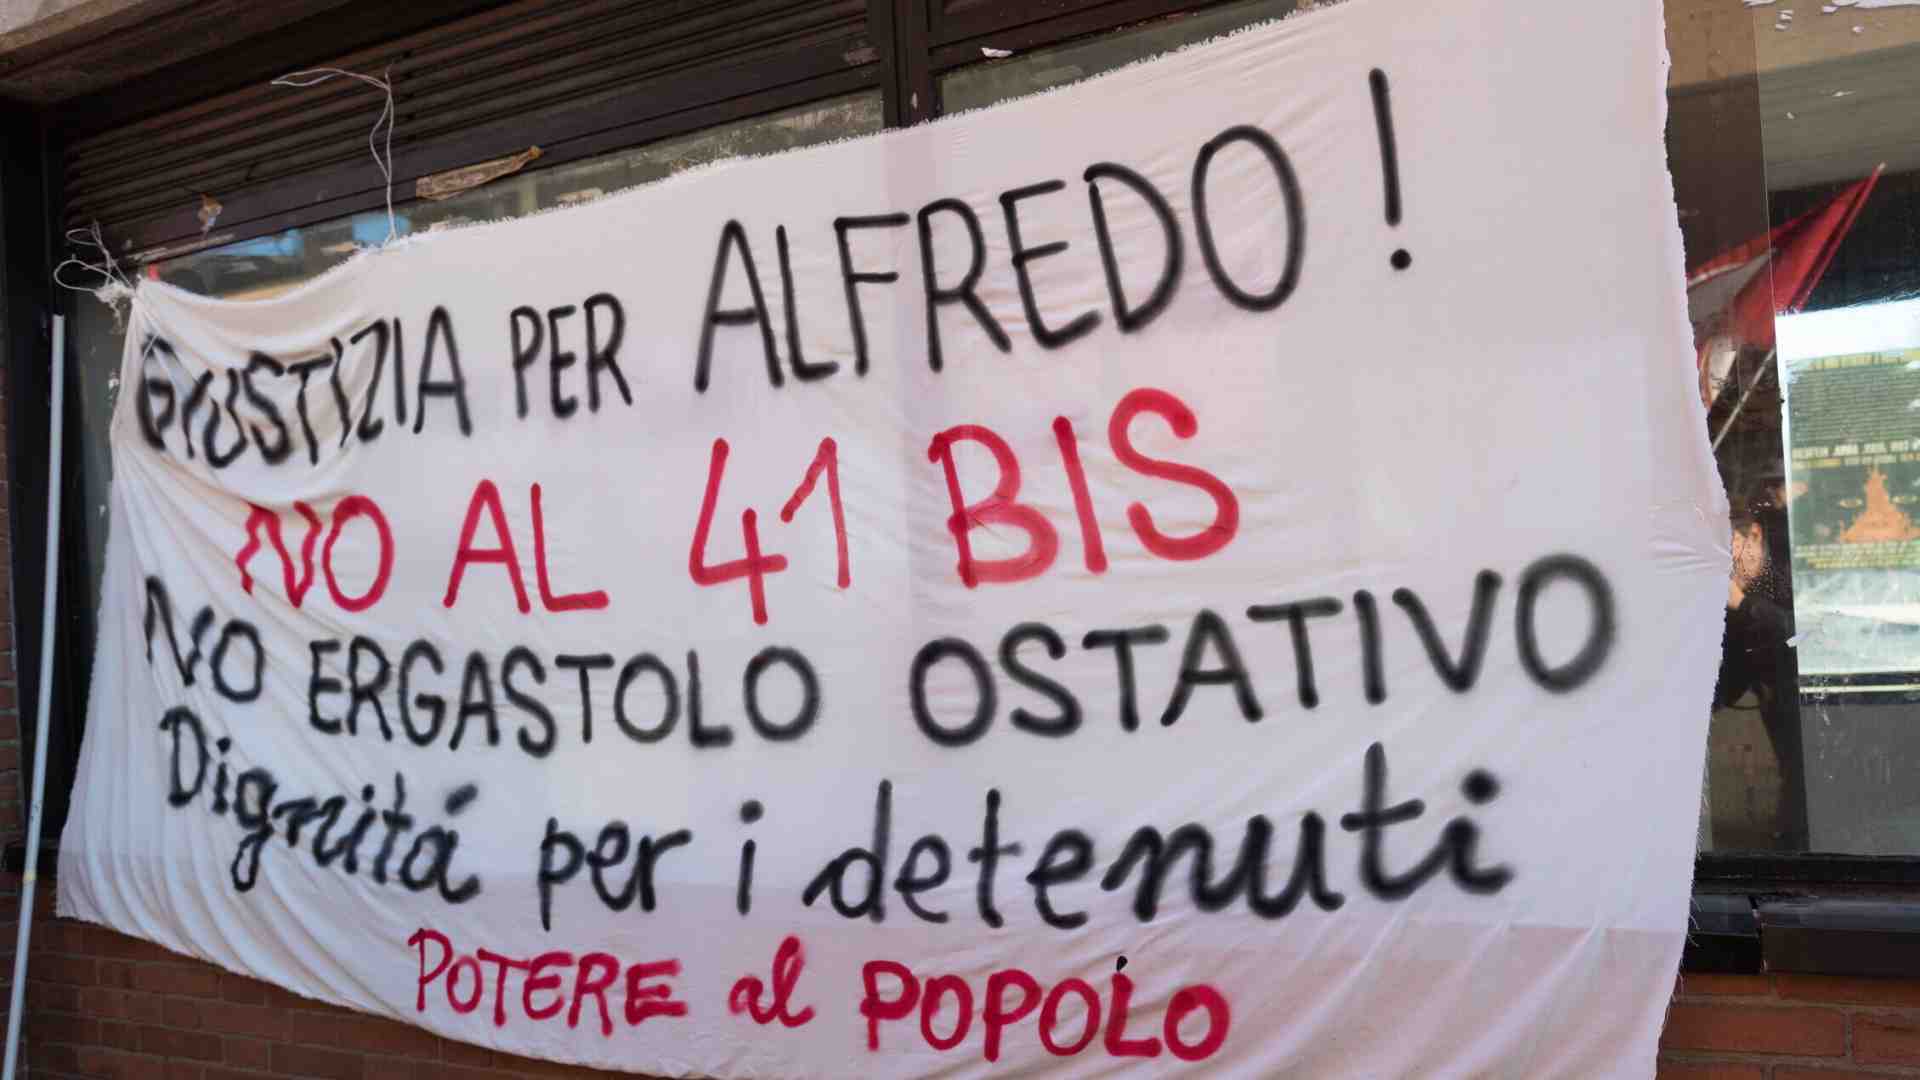 GIUSTIZIA PER ALFREDO!
NO AL 41 BIS
NO ERGASTOLO OSTATIVO
Dignitá per i detenuti
POTERE al POPOLO